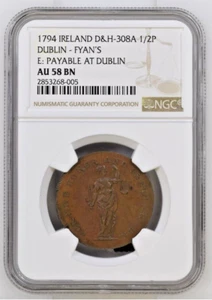 1794 IRELAND D&H-308A 1/2P
DUBLIN - FYAN'S
E: PAYABLE AT DUBLIN
AU 58 BN
2853268-005
NGC
NUMISMATIC GUARANTY CORPORATION